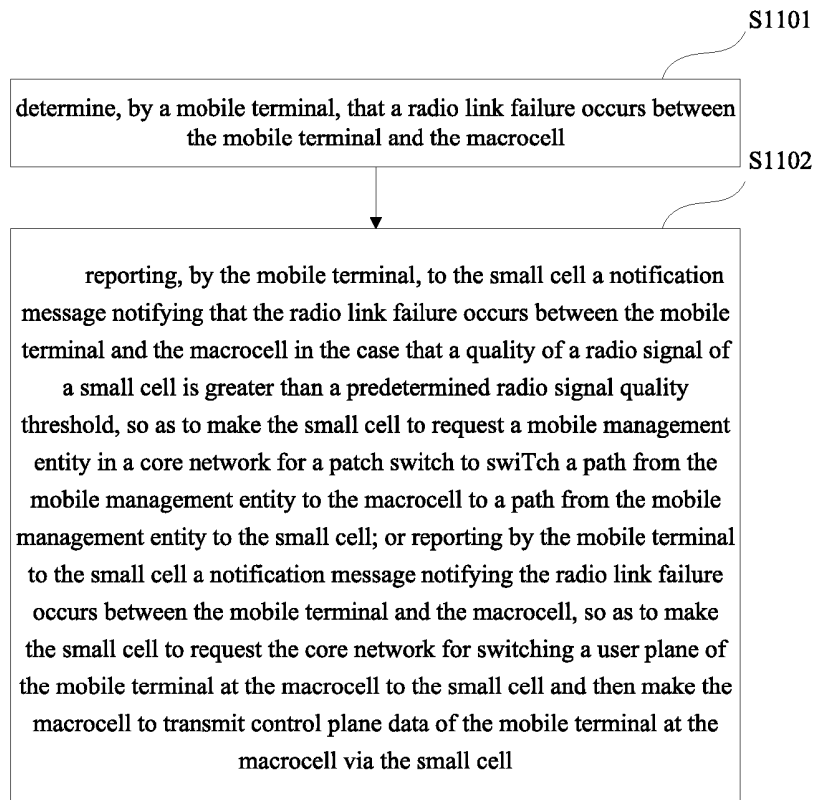 S1101
determine, by a mobile terminal, that a radio link failure occurs between
the mobile terminal and the macrocell
S1102
reporting, by the mobile terminal, to the small cell a notification
message notifying that the radio link failure occurs between the mobile
terminal and the macrocell in the case that a quality of a radio signal of
a small cell is greater than a predetermined radio signal quality
threshold, so as to make the small cell to request a mobile management
entity in a core network for a patch switch to swiTch a path from the
mobile management entity to the macrocell to a path from the mobile
management entity to the small cell; or reporting by the mobile terminal
to the small cell a notification message notifying the radio link failure
occurs between the mobile terminal and the macrocell, so as to make
the small cell to request the core network for switching a user plane of
the mobile terminal at the macrocell to the small cell and then make the
macrocell to transmit control plane data of the mobile terminal at the
macrocell via the small cell